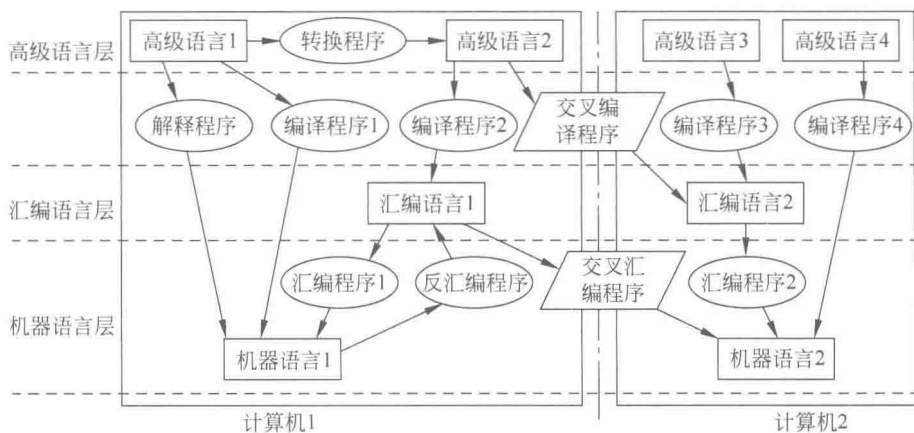 高级语言层
高级语言1
转换程序
高级语言2
高级语言3
高级语言4
解释程序
编译程序1
编译程序2
交叉编
译程序
编译程序3
编译程序4
汇编语言层
汇编语言1
汇编语言2
汇编程序1
反汇编程序
交叉汇
编程序
汇编程序2
机器语言层
机器语言1
机器语言2
计算机1
计算机2